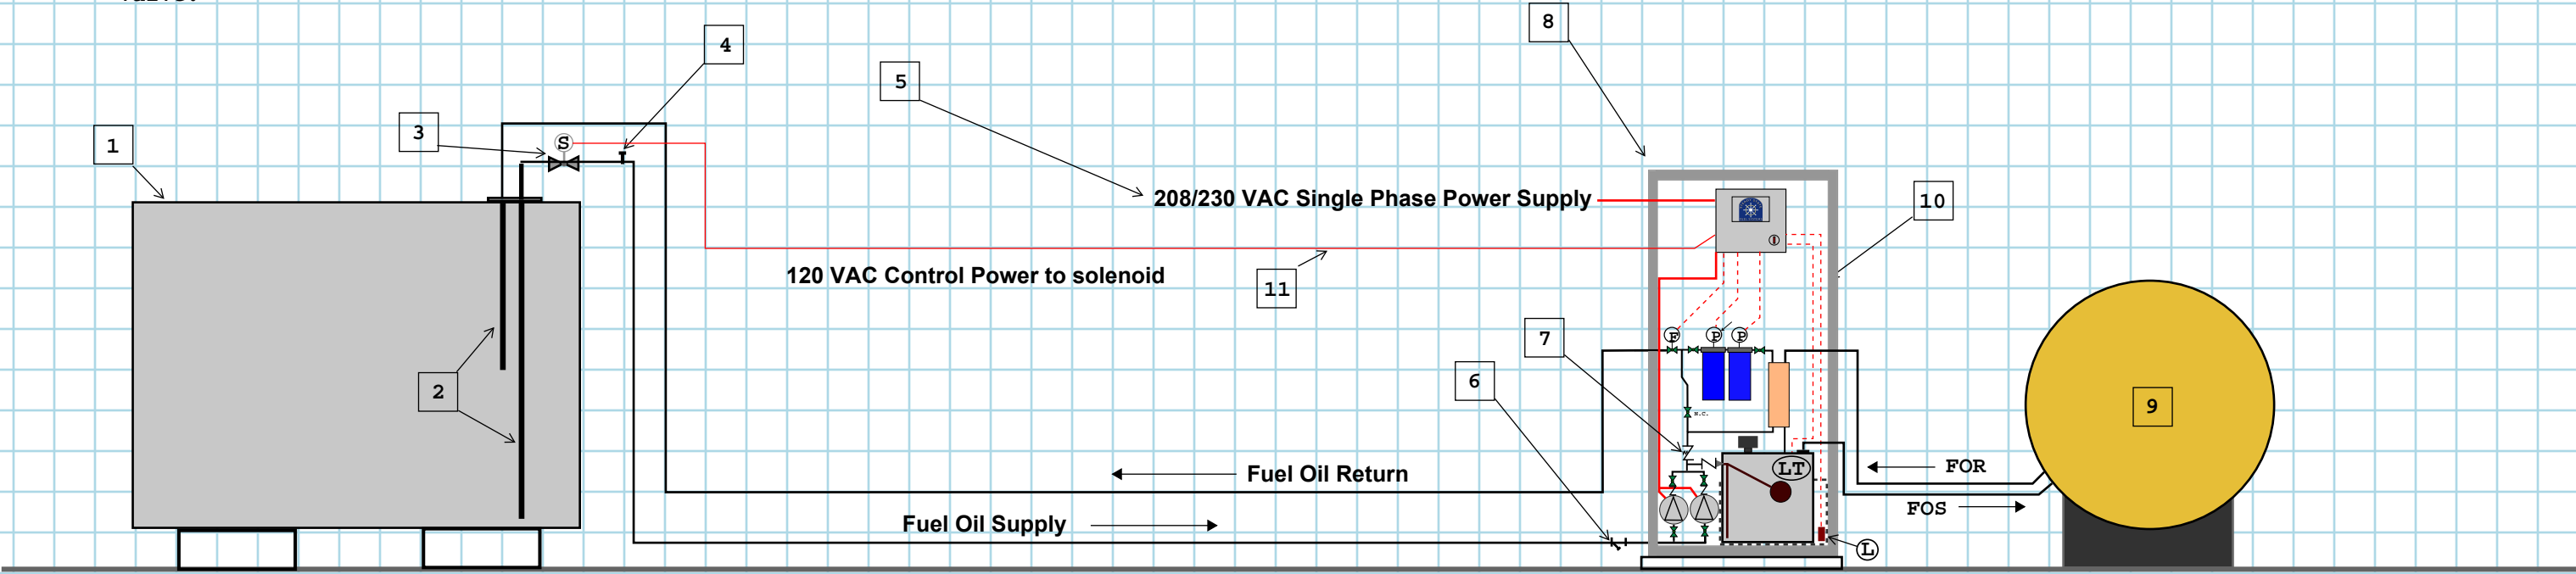 8
4
5
3
S
1
208/230 VAC Single Phase Power Supply
10
120 VAC Control Power to solenoid
11
F
P
P
7
6
2
N.C.
9
LT
Fuel Oil Return
FOR
FOS
Fuel Oil Supply
L